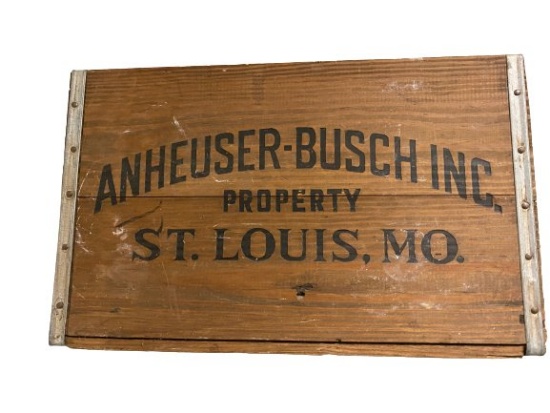 ANHEUSER-BUSCH INC.
PROPERTY
ST. LOUIS, MO.